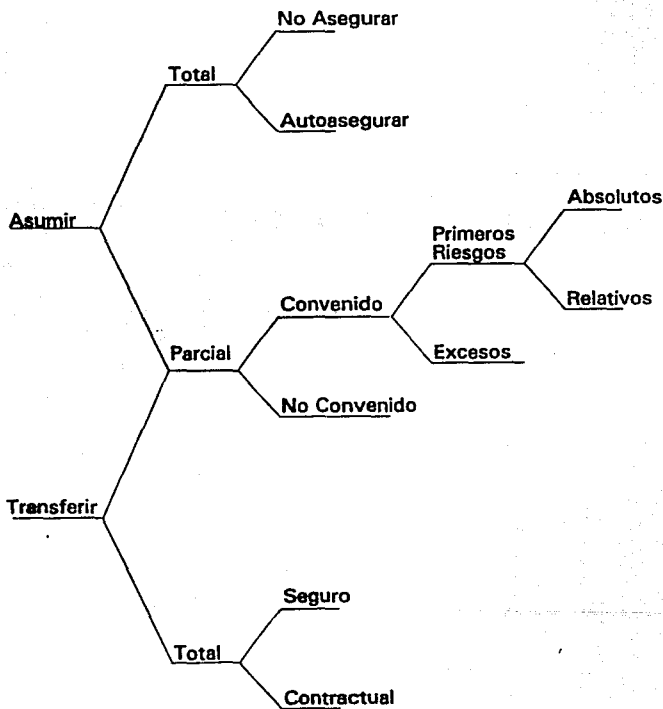 No Asegurar
Total
Autoasegurar
Absolutos
Asumir
Primeros
Riesgos
Relativos
Convenido
Parcial
Excesos
No Convenido
Transferir
Seguro
Total
Contractual